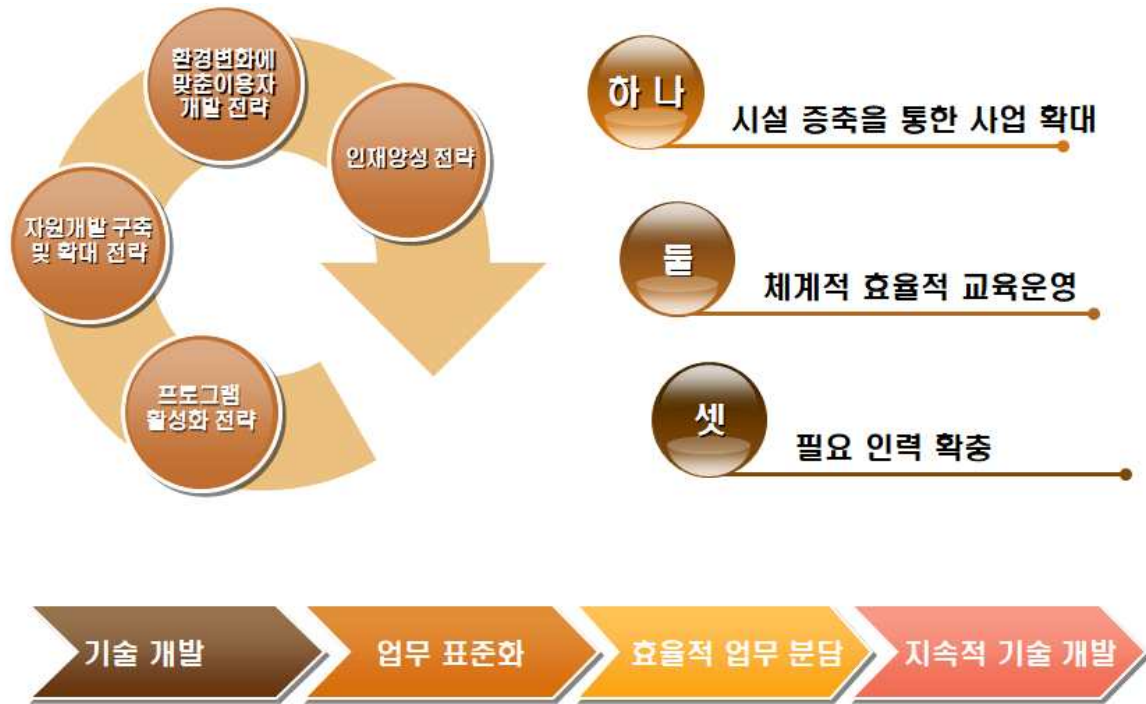 환경변화에
맞춘이용자
개발 전략
인재양성 전략
자원개발 구축
및 확대 전략
프로그램
활성화 전략
하 나
시설 증축을 통한 사업 확대
둘
체계적 효율적 교육운영
셋
필요 인력 확충
기술 개발
업무 표준화
효율적 업무 분담
지속적 기술 개발